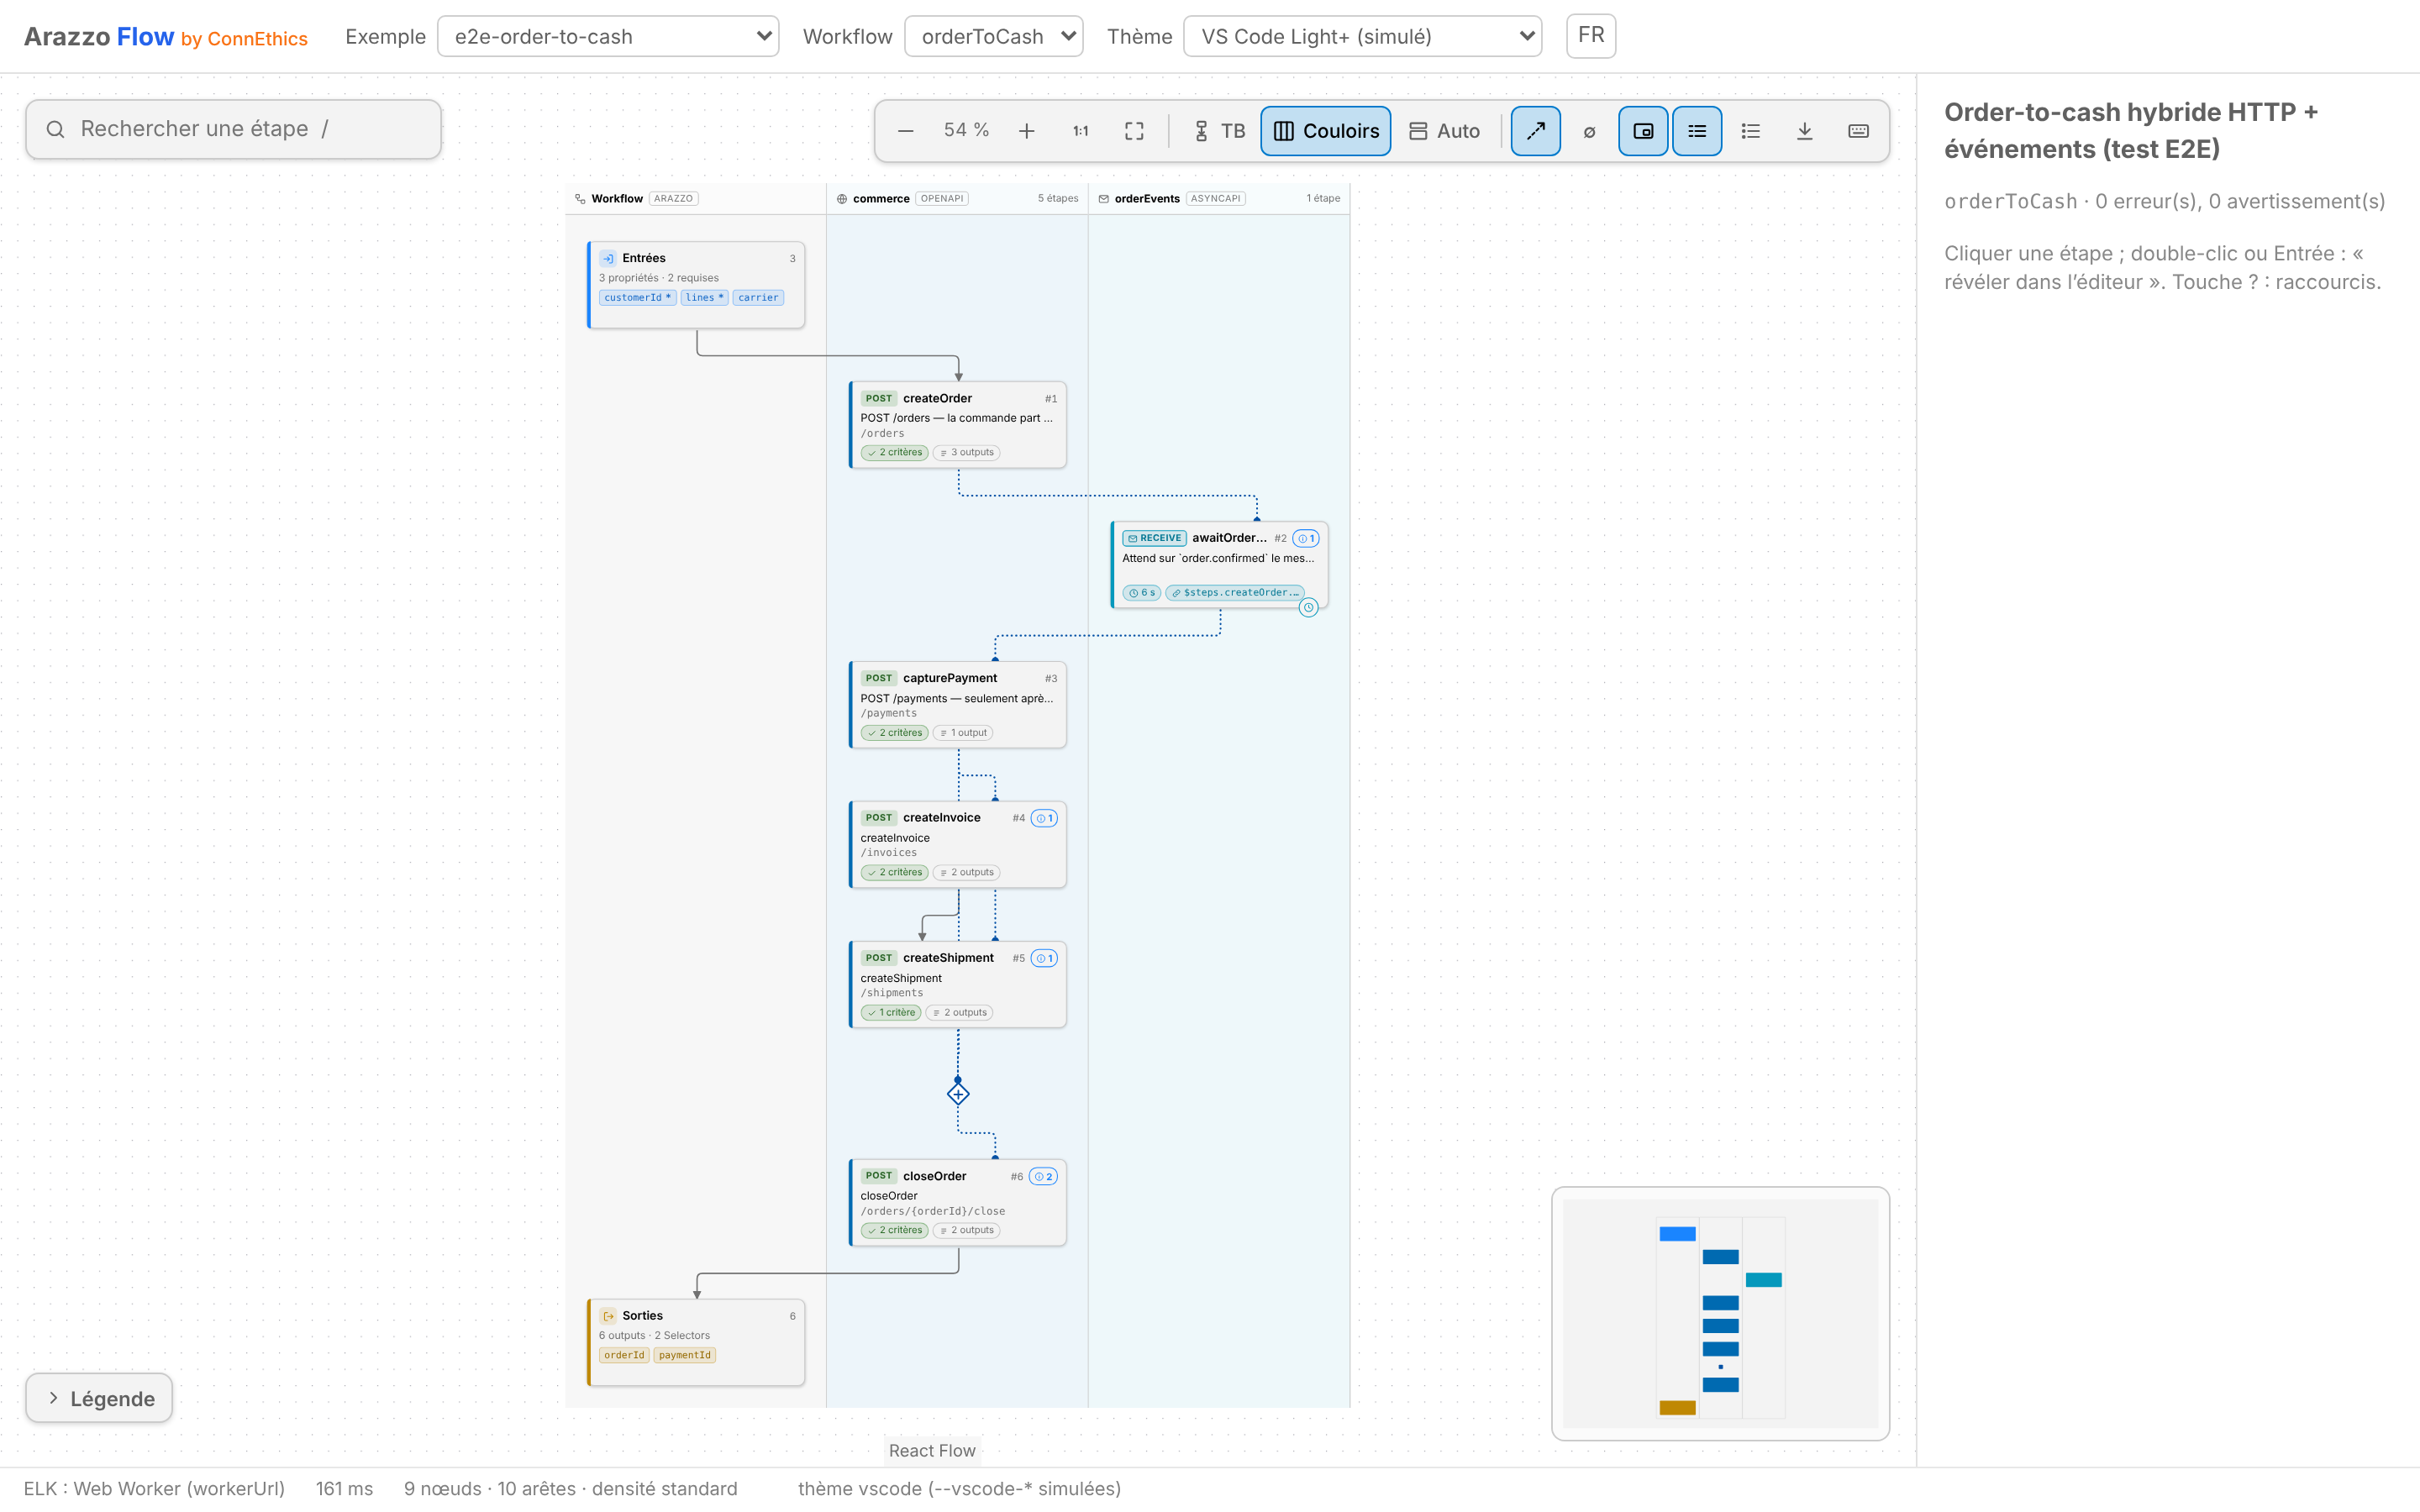 Arazzo Flow by ConnEthics
Exemple e2e-order-to-cash Workflow orderToCash Thème VS Code Light+ (simulé) FR
Rechercher une étape /
54 % 1:1 TB Couloirs Auto ø
Order-to-cash hybride HTTP +
événements (test E2E)
orderToCash · 0 erreur(s), 0 avertissement(s)
Cliquer une étape ; double-clic ou Entrée : «
révéler dans l’éditeur ». Touche ? : raccourcis.
Workflow ARAZZO
commerce OPENAPI 5 étapes
orderEvents ASYNCAPI 1 étape
Entrées 3
3 propriétés · 2 requises
customerId * lines * carrier
POST createOrder #1
POST /orders — la commande part ...
/orders
2 critères 3 outputs
RECEIVE awaitOrder... #2 1
Attend sur `order.confirmed` le mes...
6 s $steps.createOrder.…
POST capturePayment #3
POST /payments — seulement aprè...
/payments
2 critères 1 output
POST createInvoice #4 1
createInvoice
/invoices
2 critères 2 outputs
POST createShipment #5 1
createShipment
/shipments
1 critère 2 outputs
POST closeOrder #6 2
closeOrder
/orders/{orderId}/close
2 critères 2 outputs
Sorties 6
6 outputs · 2 Selectors
orderId paymentId
Légende
React Flow
ELK : Web Worker (workerUrl) 161 ms 9 nœuds · 10 arêtes · densité standard thème vscode (--vscode-* simulées)